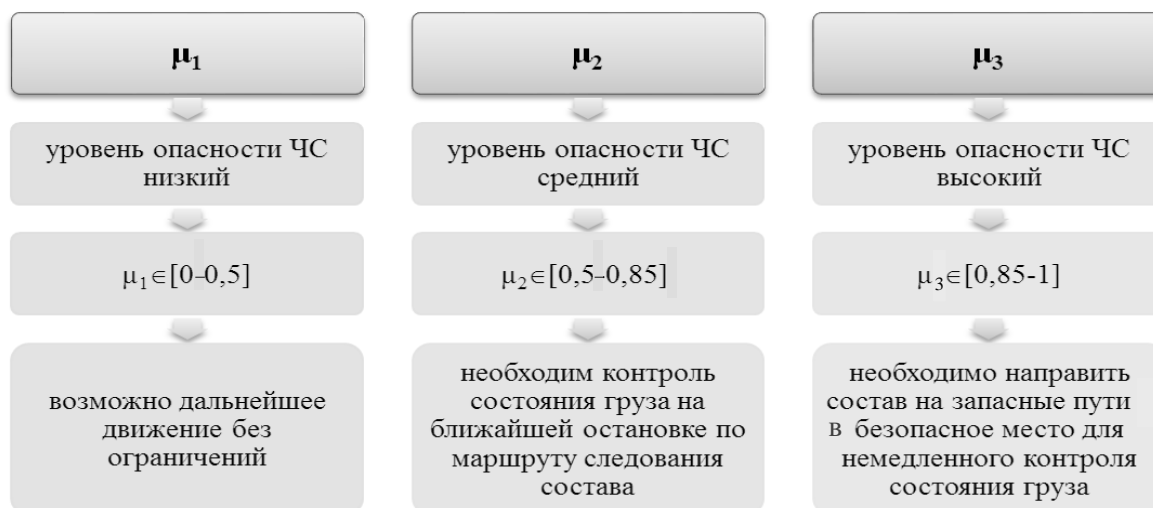 μ₁
уровень опасности ЧС
низкий
μ₁∈[0-0,5]
возможно дальнейшее
движение без
ограничений
μ₂
уровень опасности ЧС
средний
μ₂∈[0,5-0,85]
необходим контроль
состояния груза на
ближайшей остановке по
маршруту следования
состава
μ₃
уровень опасности ЧС
высокий
μ₃∈[0,85-1]
необходимо направить
состав на запасные пути
в безопасное место для
немедленного контроля
состояния груза